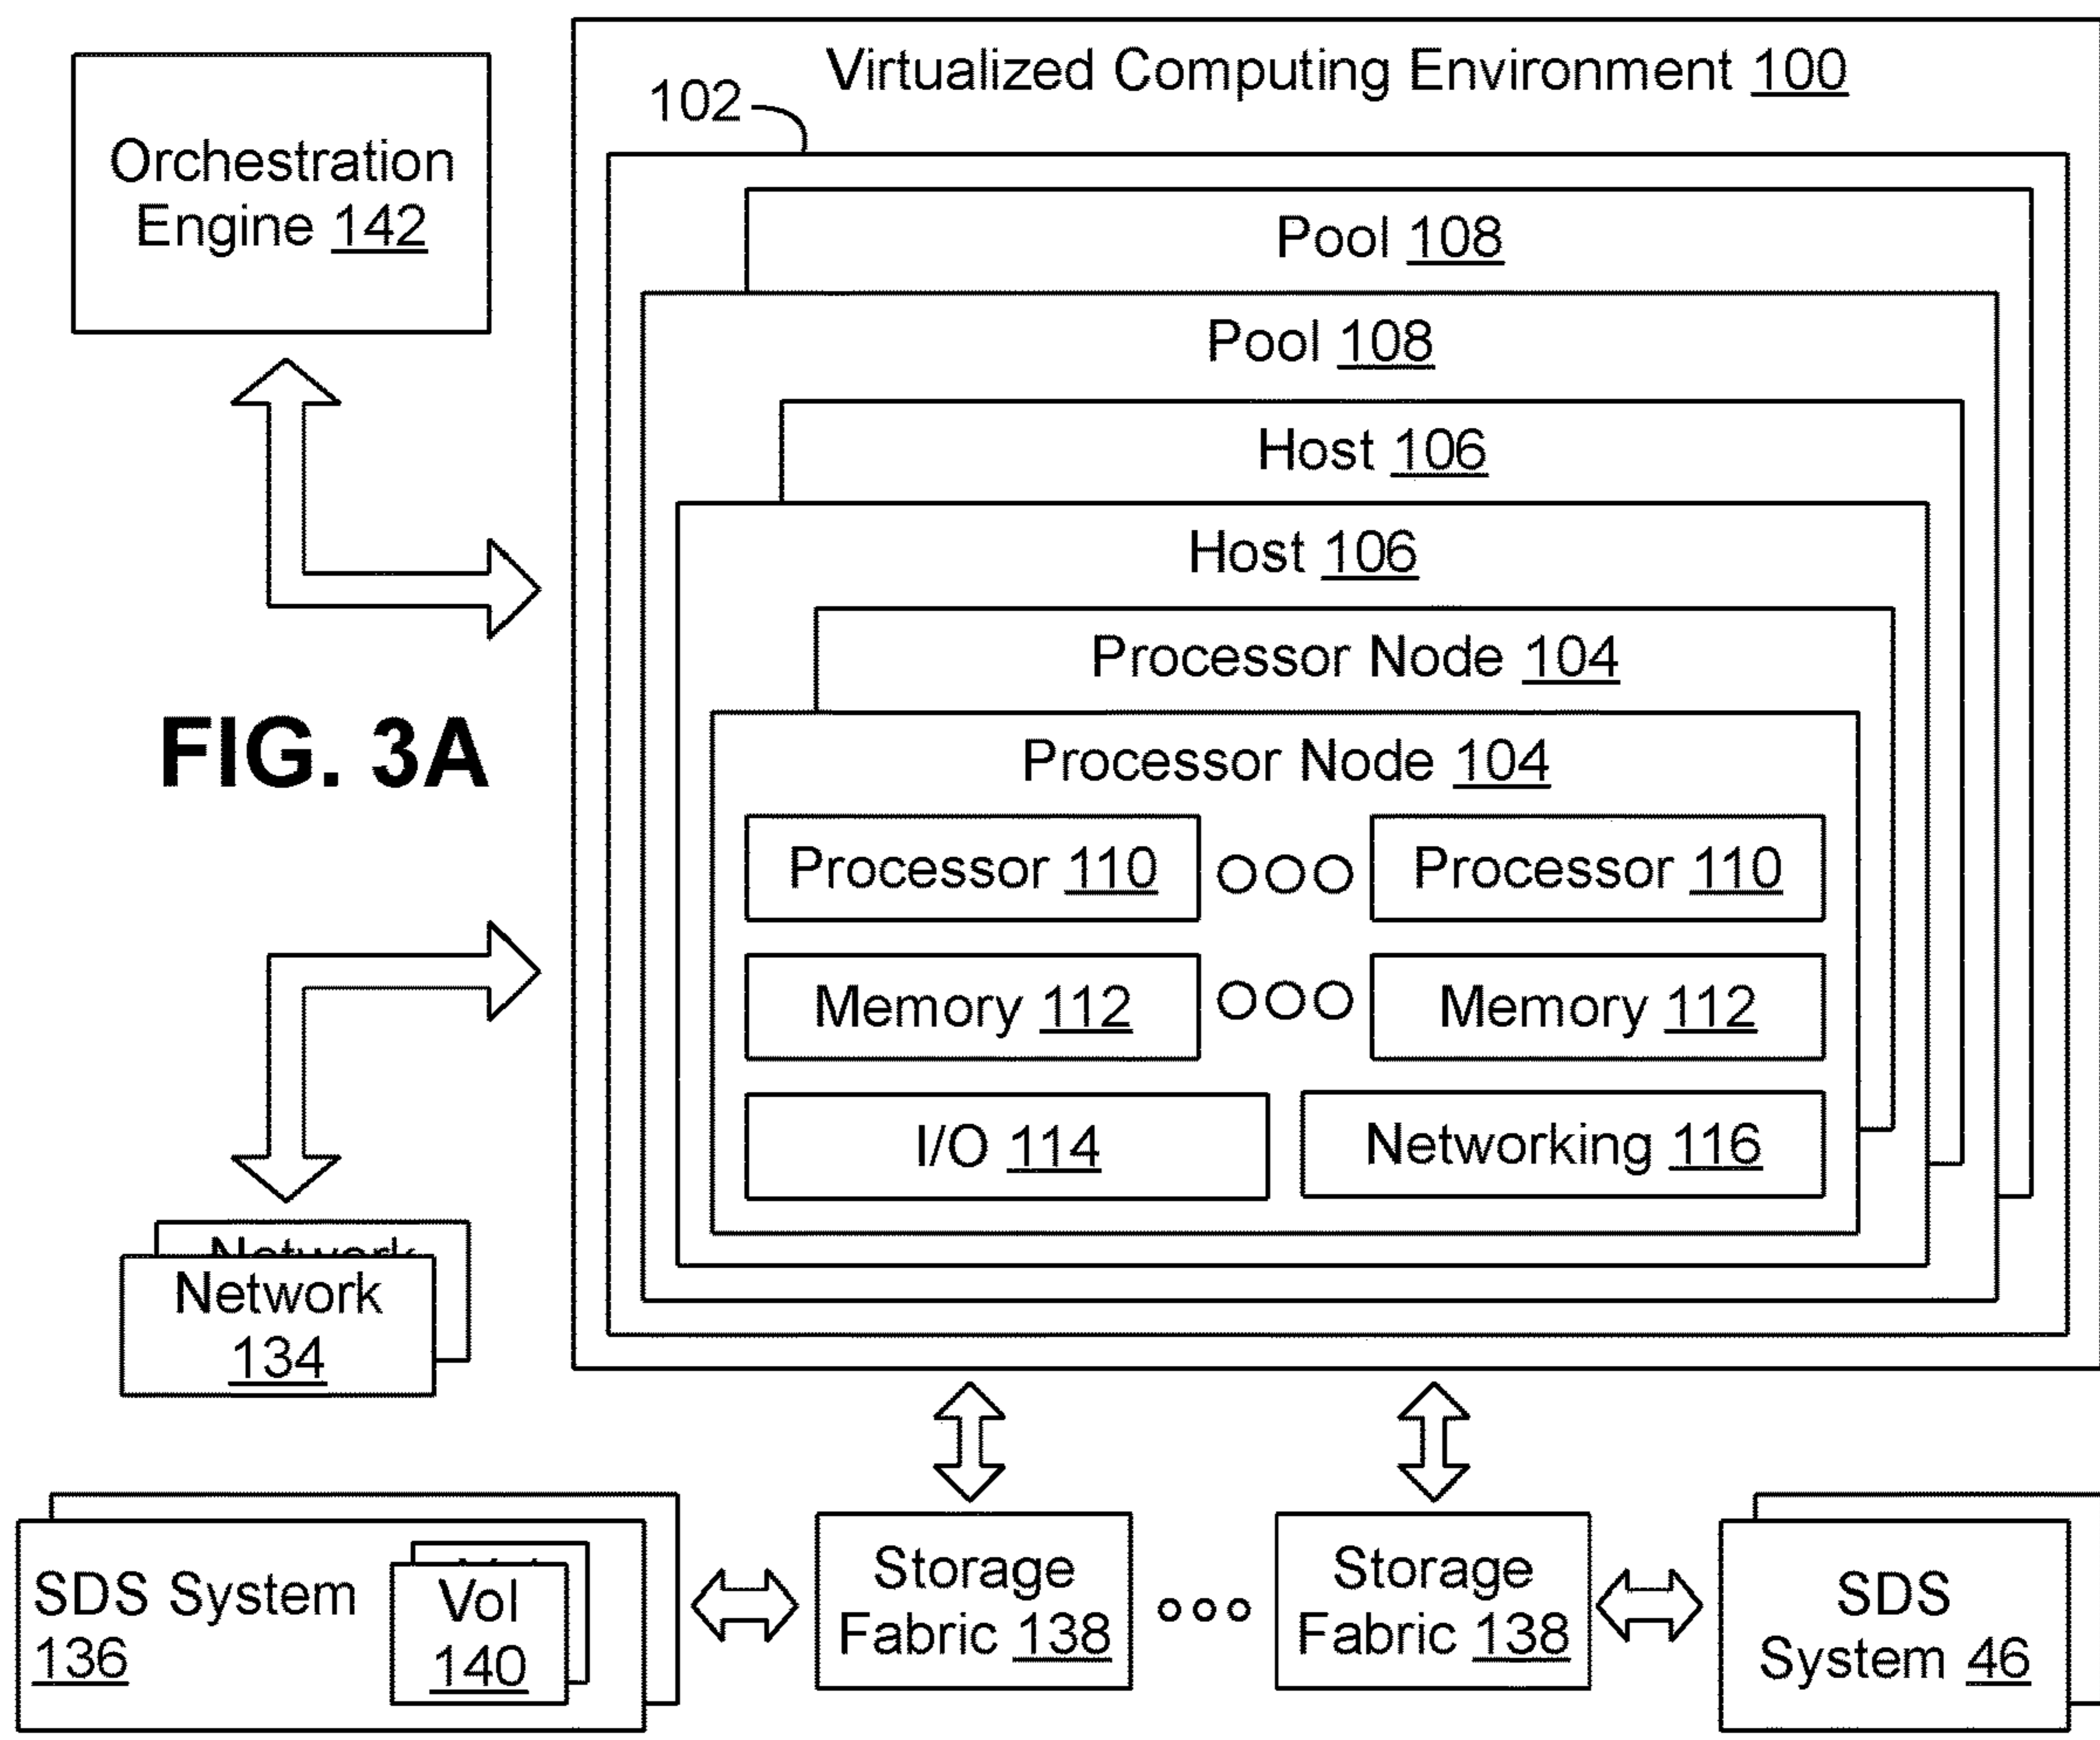 Virtualized Computing Environment 100
102
Orchestration
Engine 142
Pool 108
Pool 108
Host 106
Host 106
Processor Node 104
FIG. 3A
Processor Node 104
Processor 110
Processor 110
Memory 112
Memory 112
I/O 114
Networking 116
Network
Network
134
SDS System
136
Vol
140
Storage
Fabric 138
Storage
Fabric 138
SDS
System 46